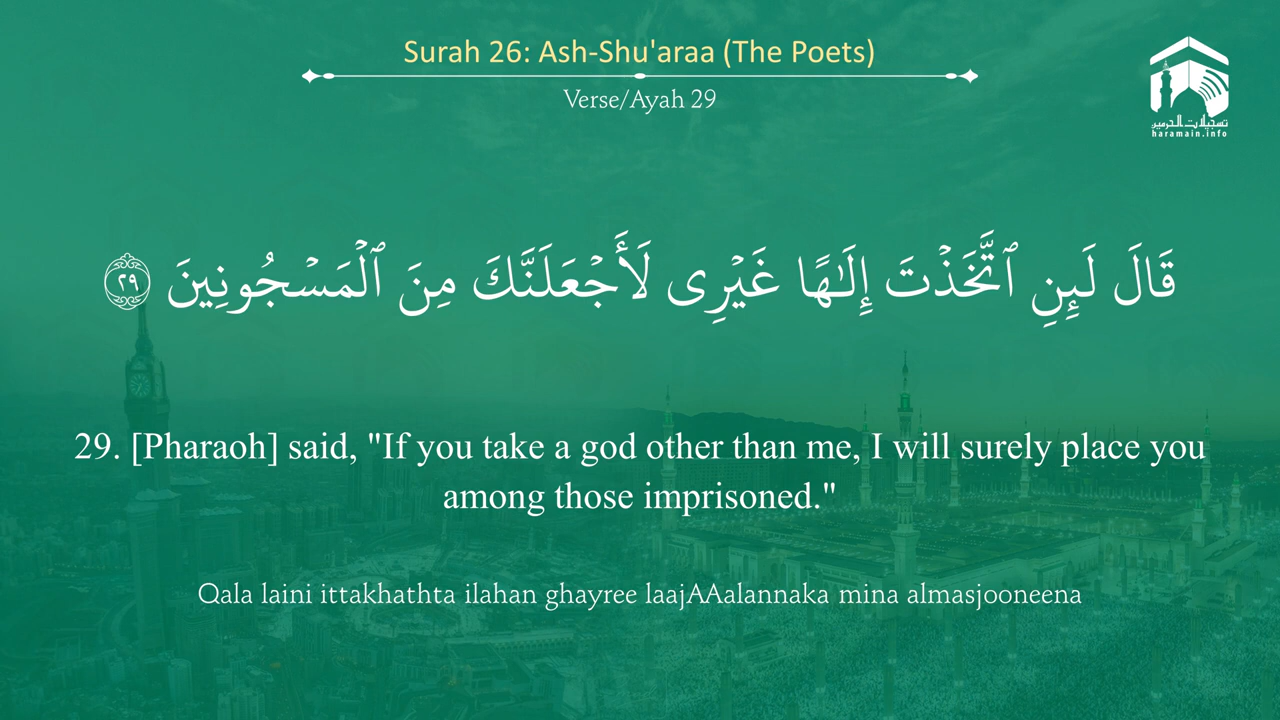 Surah 26: Ash-Shu'araa (The Poets)
Verse/Ayah 29
تسجيلات الحرمين
haramain.info
قَالَ لَئِنِ ٱتَّخَذْتَ إِلَـٰهًا غَيْرِى لَأَجْعَلَنَّكَ مِنَ ٱلْمَسْجُونِينَ ٢٩
29. [Pharaoh] said, "If you take a god other than me, I will surely place you
among those imprisoned."
Qala laini ittakhathta ilahan ghayree laajAAalannaka mina almasjooneena